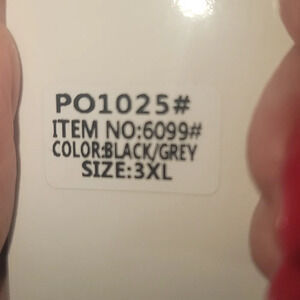 PO1025#
ITEM NO:6099#
COLOR:BLACK/GREY
SIZE:3XL